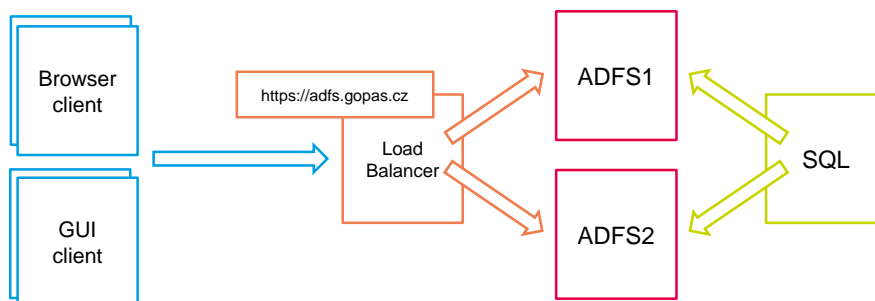 Browser
client
GUI
client
https://adfs.gopas.cz
Load
Balancer
ADFS1
ADFS2
SQL